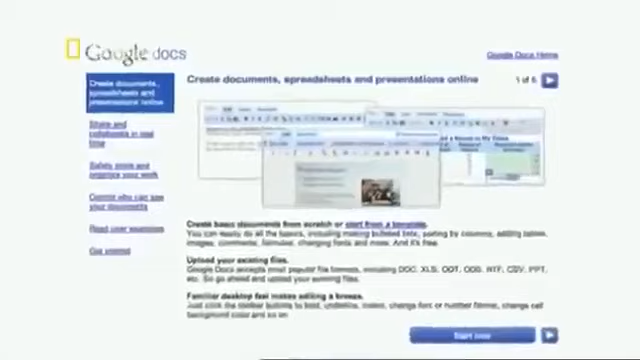 Google docs
Google Docs Home
Create documents,
spreadsheets and
presentations online
Create documents, spreadsheets and presentations online
1 of 6
Share and
collaborate in real
time
Safely store and
organize your work
Control who can see
your documents
Read user examples
Get started
Create basic documents from scratch or start from a template.
You can easily do all the basics, including making bulleted lists, sorting by columns, adding tables,
images, comments, formulas, changing fonts and more. And it's free.
Upload your existing files.
Google Docs accepts most popular file formats, including DOC, XLS, ODT, ODS, RTF, CSV, PPT,
etc. So go ahead and upload your existing files.
Familiar desktop feel makes editing a breeze.
Just click the toolbar buttons to bold, underline, indent, change font or number format, change cell
background color and so on.
Start now